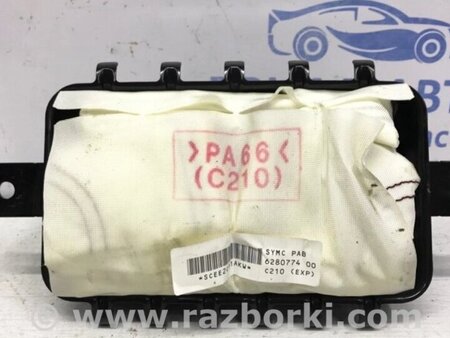 >PA66<
(C210)
SYMC PAB
6280774 00
C210 (EXP)
www.razborki.com